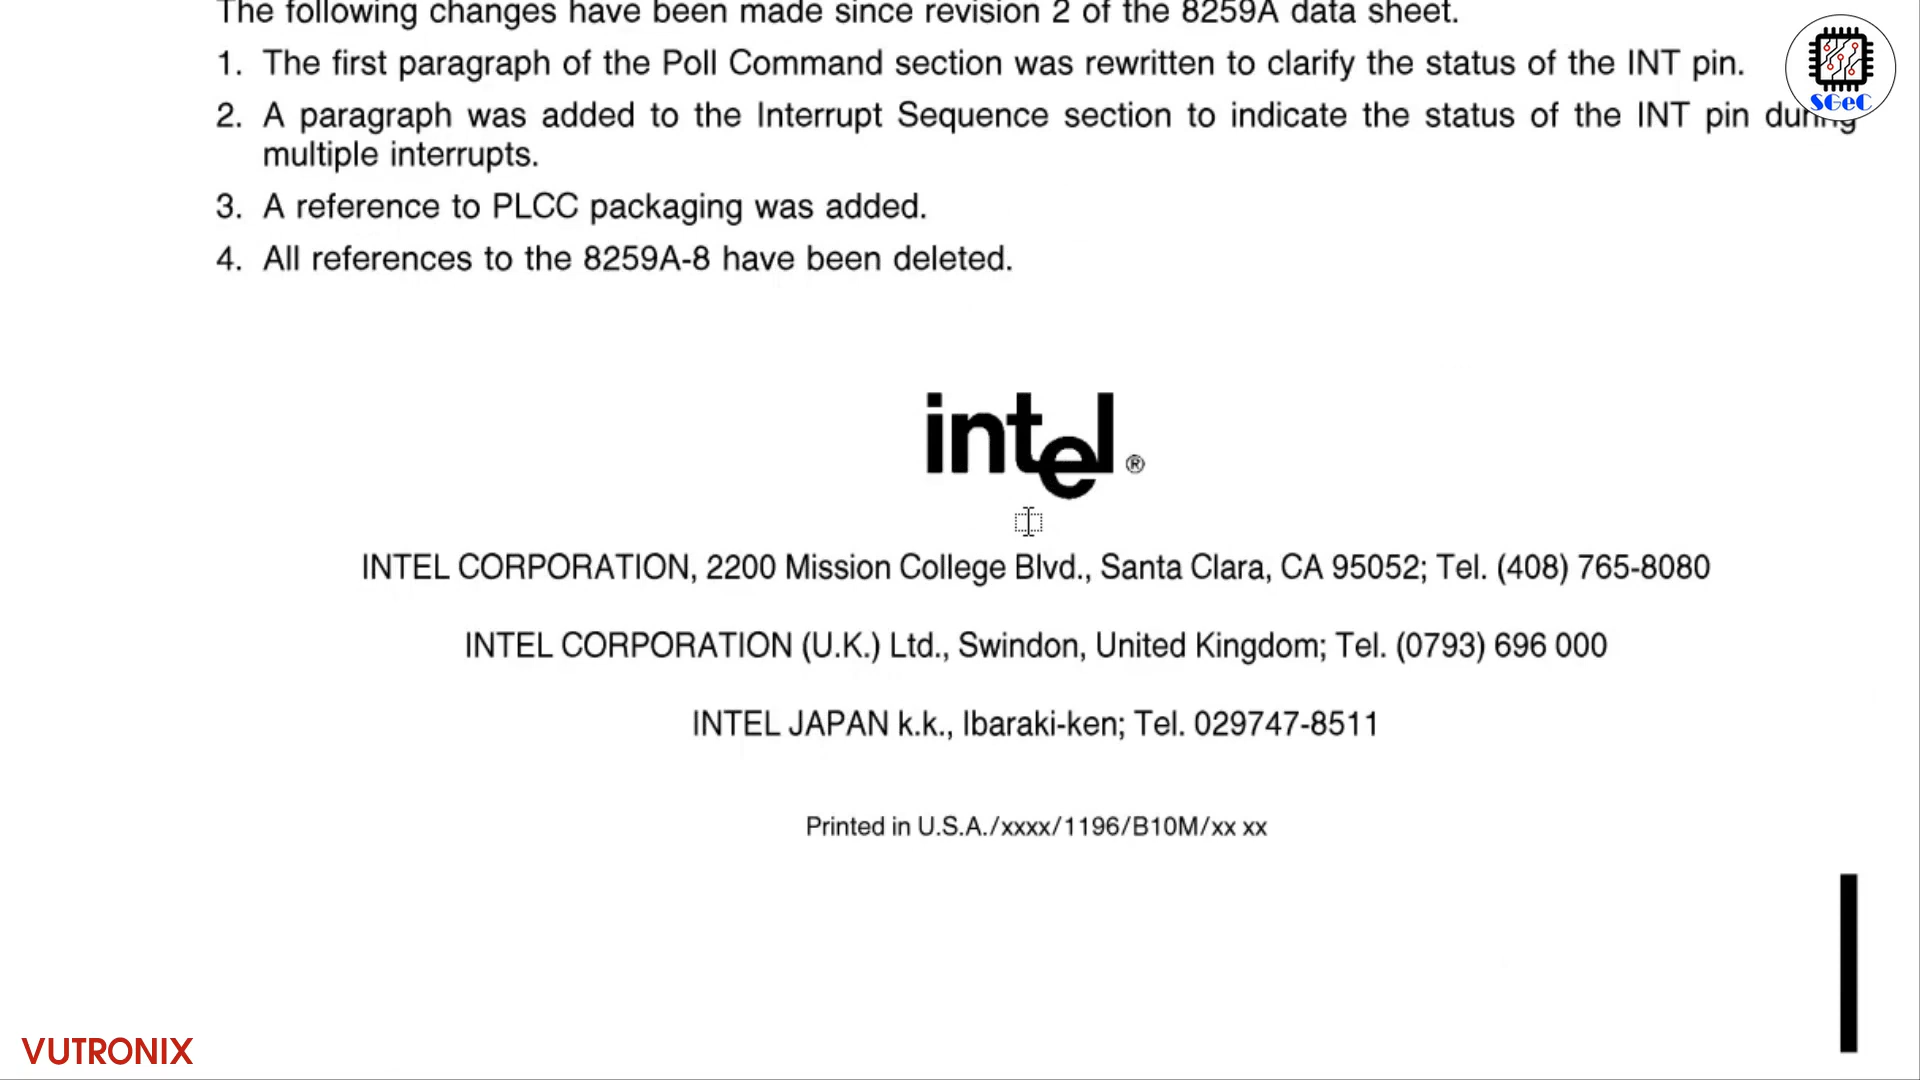 The following changes have been made since revision 2 of the 8259A data sheet.
1. The first paragraph of the Poll Command section was rewritten to clarify the status of the INT pin.
2. A paragraph was added to the Interrupt Sequence section to indicate the status of the INT pin during
multiple interrupts.
3. A reference to PLCC packaging was added.
4. All references to the 8259A-8 have been deleted.
SGeC
intel®
INTEL CORPORATION, 2200 Mission College Blvd., Santa Clara, CA 95052; Tel. (408) 765-8080
INTEL CORPORATION (U.K.) Ltd., Swindon, United Kingdom; Tel. (0793) 696 000
INTEL JAPAN k.k., Ibaraki-ken; Tel. 029747-8511
Printed in U.S.A./xxxx/1196/B10M/xx xx
VUTRONIX